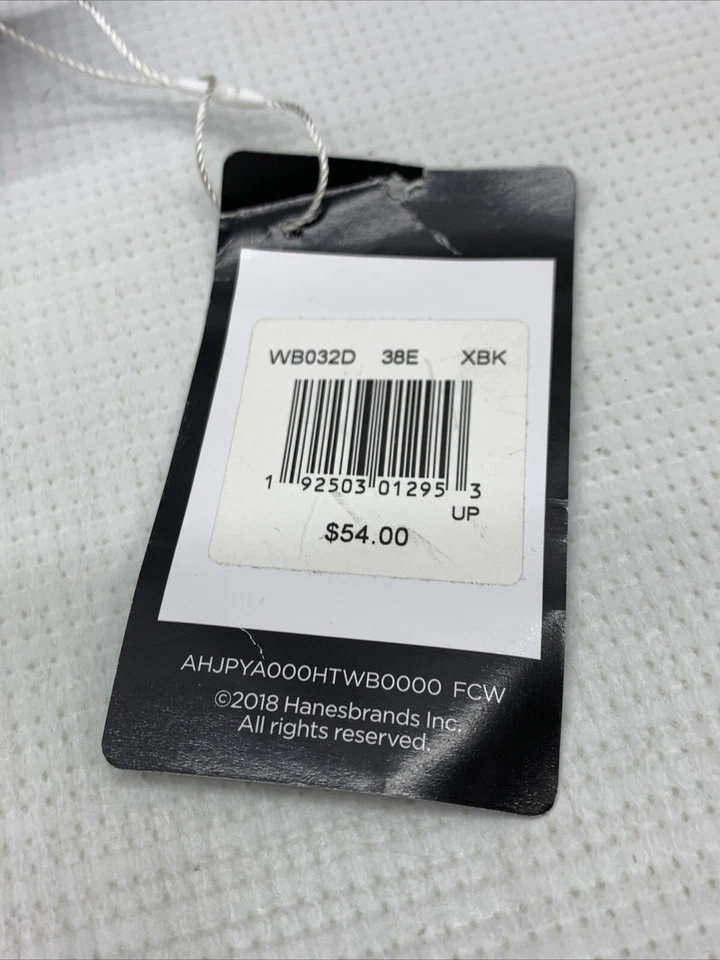 WB032D 38E XBK
1 92503 01295 3
UP
$54.00
AHJPYA000HTWB0000 FCW
©2018 Hanesbrands Inc.
All rights reserved.